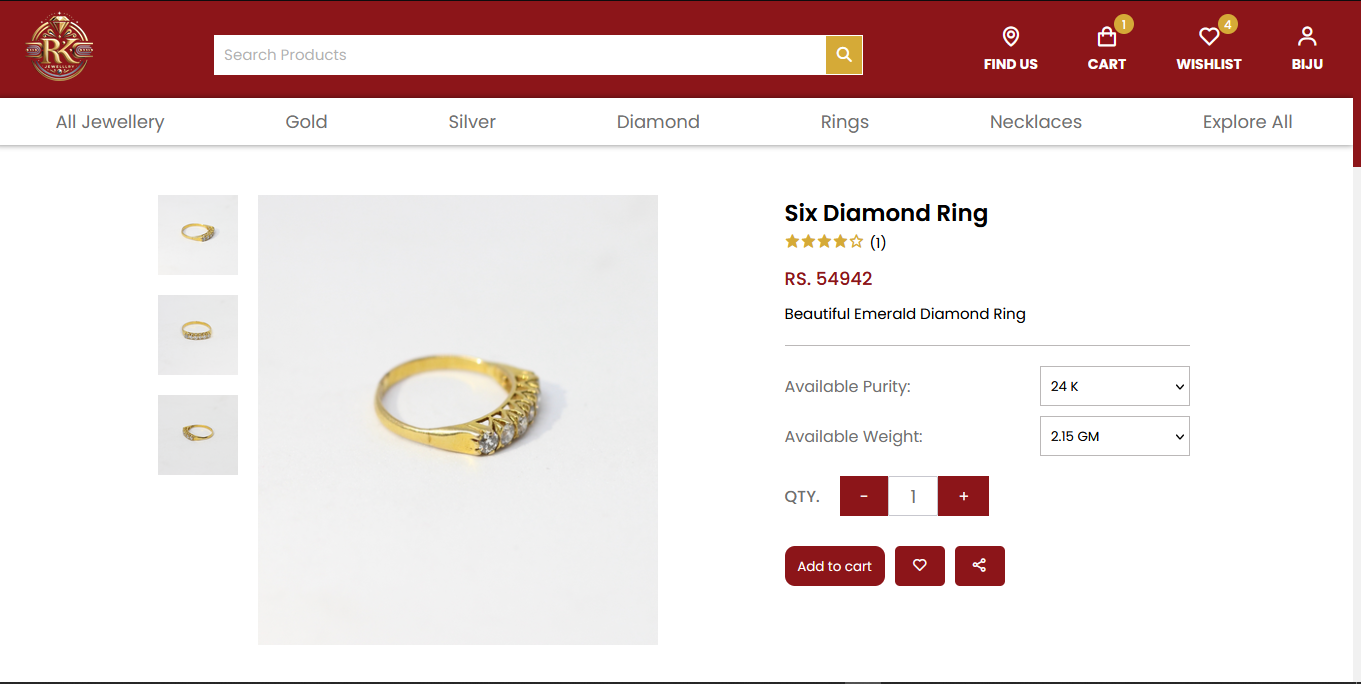 RK
JEWELLERY
Search Products
1
4
FIND US
CART
WISHLIST
BIJU
All Jewellery
Gold
Silver
Diamond
Rings
Necklaces
Explore All
Six Diamond Ring
(1)
RS. 54942
Beautiful Emerald Diamond Ring
Available Purity:
24 K
Available Weight:
2.15 GM
QTY.
-
1
+
Add to cart